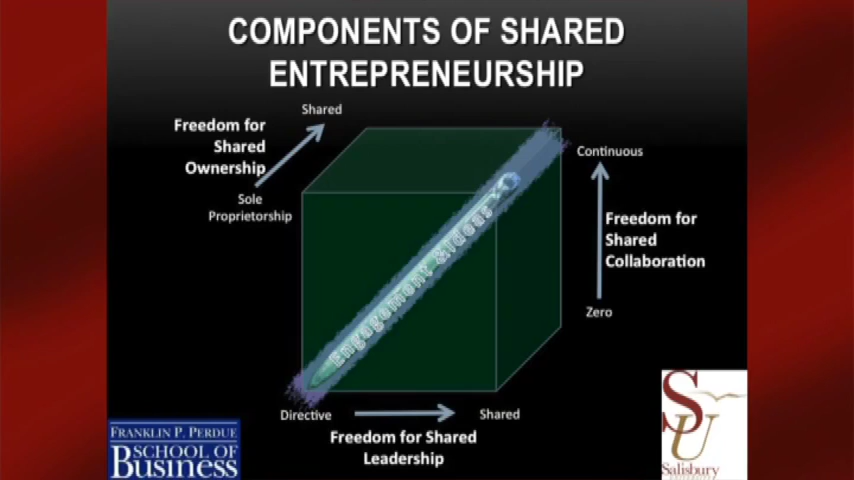 COMPONENTS OF SHARED
ENTREPRENEURSHIP
Shared
Freedom for
Shared
Ownership
Sole
Proprietorship
Continuous
Freedom for
Shared
Collaboration
Zero
Engagement &Ideas
Directive
Shared
Freedom for Shared
Leadership
FRANKLIN P. PERDUE
SCHOOL OF
BUSINESS
SU
Salisbury